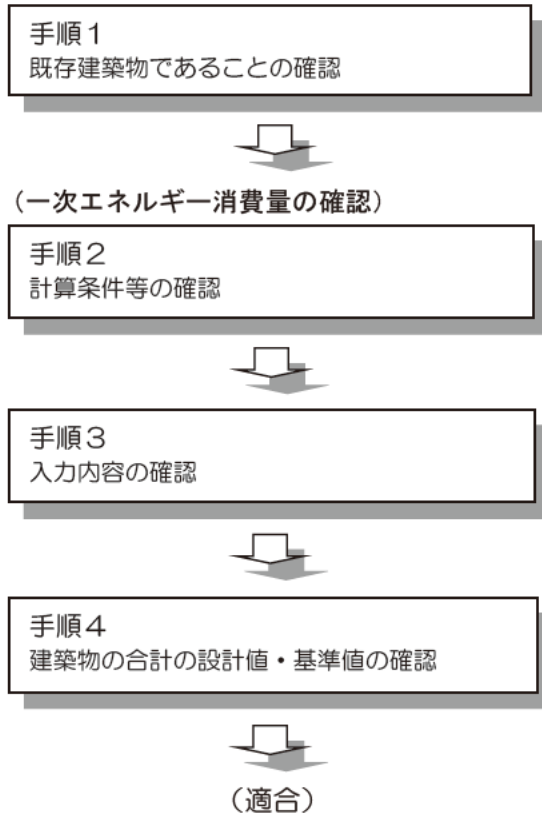 手順１
既存建築物であることの確認
（一次エネルギー消費量の確認）
手順２
計算条件等の確認
手順３
入力内容の確認
手順４
建築物の合計の設計値・基準値の確認
（適合）